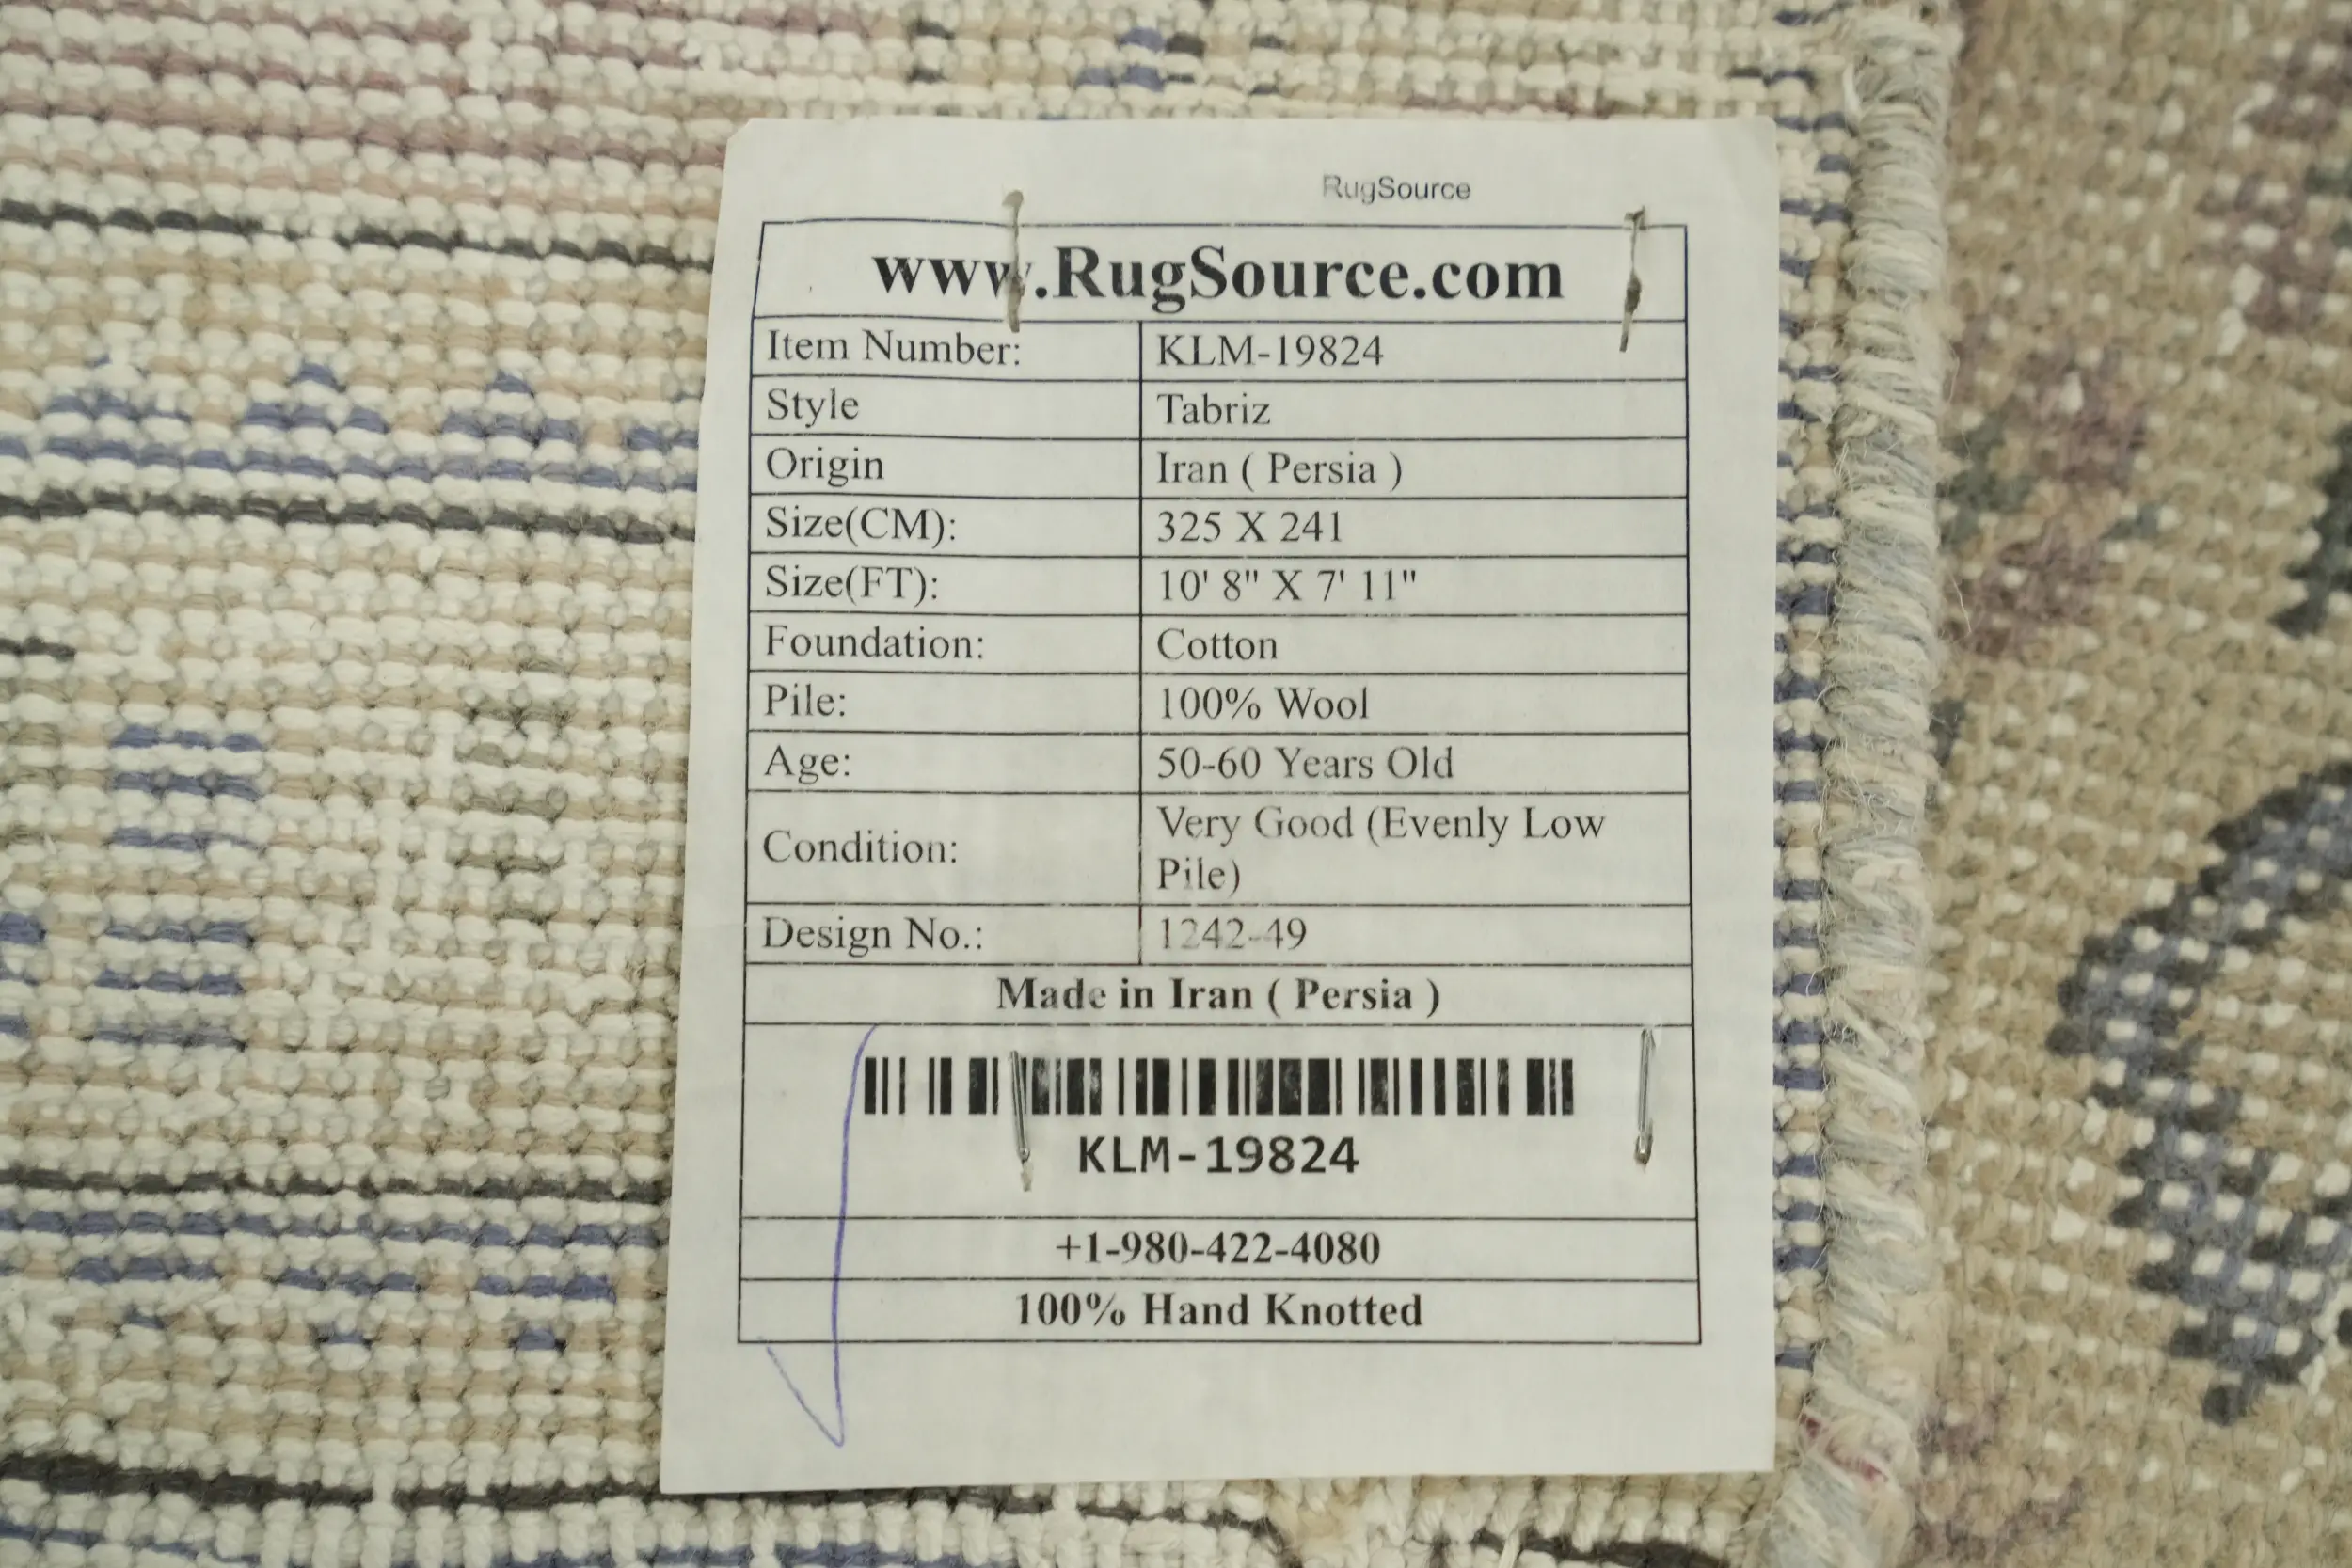 RugSource
www.RugSource.com
Item Number: KLM-19824
Style Tabriz
Origin Iran ( Persia )
Size(CM): 325 X 241
Size(FT): 10' 8" X 7' 11"
Foundation: Cotton
Pile: 100% Wool
Age: 50-60 Years Old
Condition: Very Good (Evenly Low
Pile)
Design No.: 1242-49
Made in Iran ( Persia )
KLM-19824
+1-980-422-4080
100% Hand Knotted